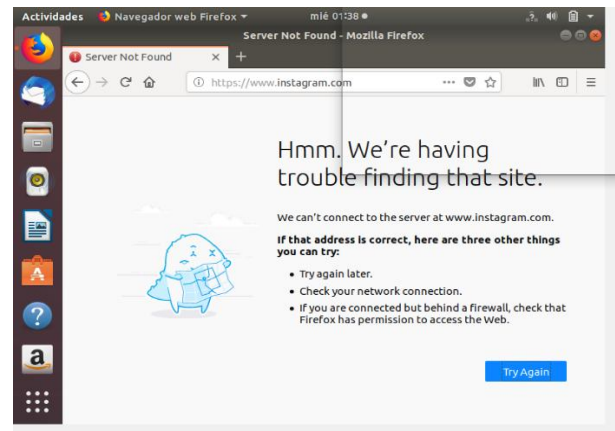 Actividades Navegador web Firefox mié 01:38
Server Not Found - Mozilla Firefox
Server Not Found
https://www.instagram.com
Hmm. We're having
trouble finding that site.
We can't connect to the server at www.instagram.com.
If that address is correct, here are three other things
you can try:
Try again later.
Check your network connection.
If you are connected but behind a firewall, check that
Firefox has permission to access the Web.
Try Again